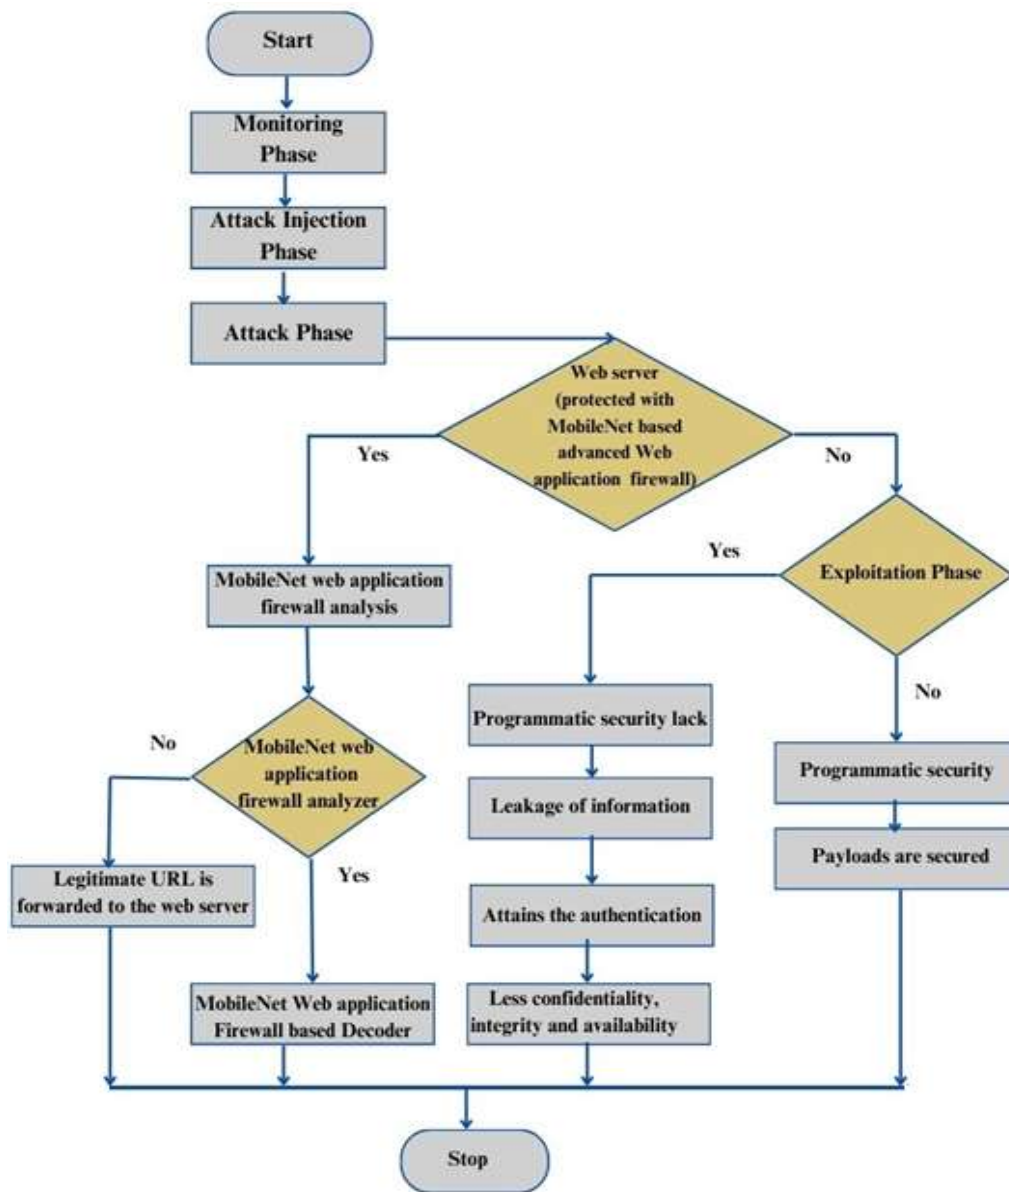 Start
Monitoring
Phase
Attack Injection
Phase
Attack Phase
Web server
(protected with
MobileNet based
advanced Web
application firewall)
Yes
No
MobileNet web application
firewall analysis
Yes
Exploitation Phase
No
MobileNet web
application
firewall analyzer
No
Yes
Programmatic security lack
Programmatic security
Leakage of information
Payloads are secured
Legitimate URL is
forwarded to the web server
Attains the authentication
MobileNet Web application
Firewall based Decoder
Less confidentiality,
integrity and availability
Stop